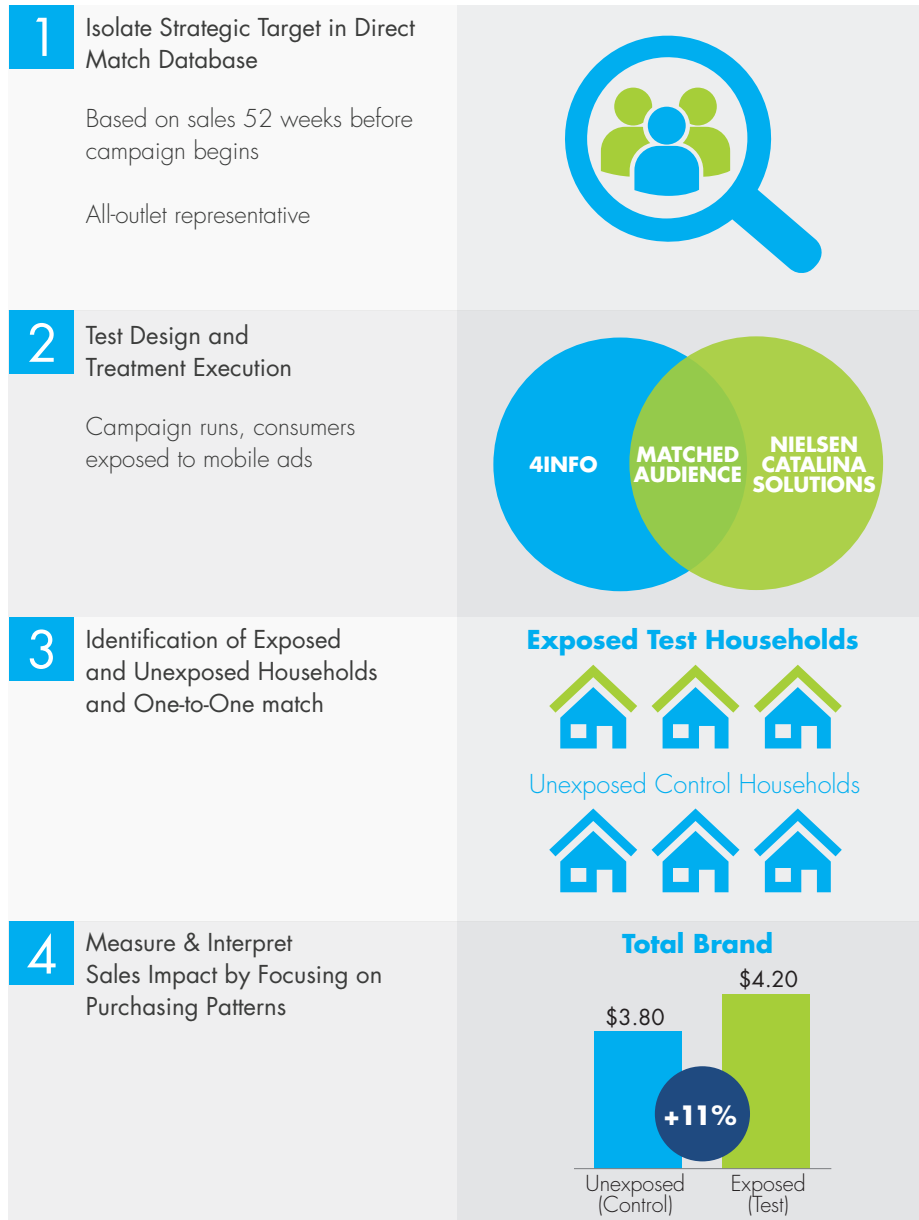 1
Isolate Strategic Target in Direct
Match Database
Based on sales 52 weeks before
campaign begins
All-outlet representative
2
Test Design and
Treatment Execution
Campaign runs, consumers
exposed to mobile ads
4INFO
MATCHED
AUDIENCE
NIELSEN
CATALINA
SOLUTIONS
3
Identification of Exposed
and Unexposed Households
and One-to-One match
Exposed Test Households
Unexposed Control Households
4
Measure & Interpret
Sales Impact by Focusing on
Purchasing Patterns
Total Brand
$4.20
$3.80
+11%
Unexposed
(Control)
Exposed
(Test)